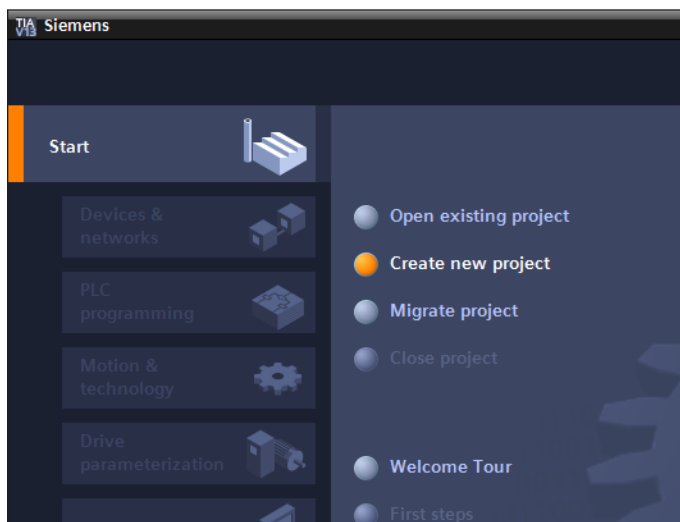 TIA
V13
Siemens
Start
Devices &
networks
PLC
programming
Motion &
technology
Drive
parameterization
Open existing project
Create new project
Migrate project
Close project
Welcome Tour
First steps